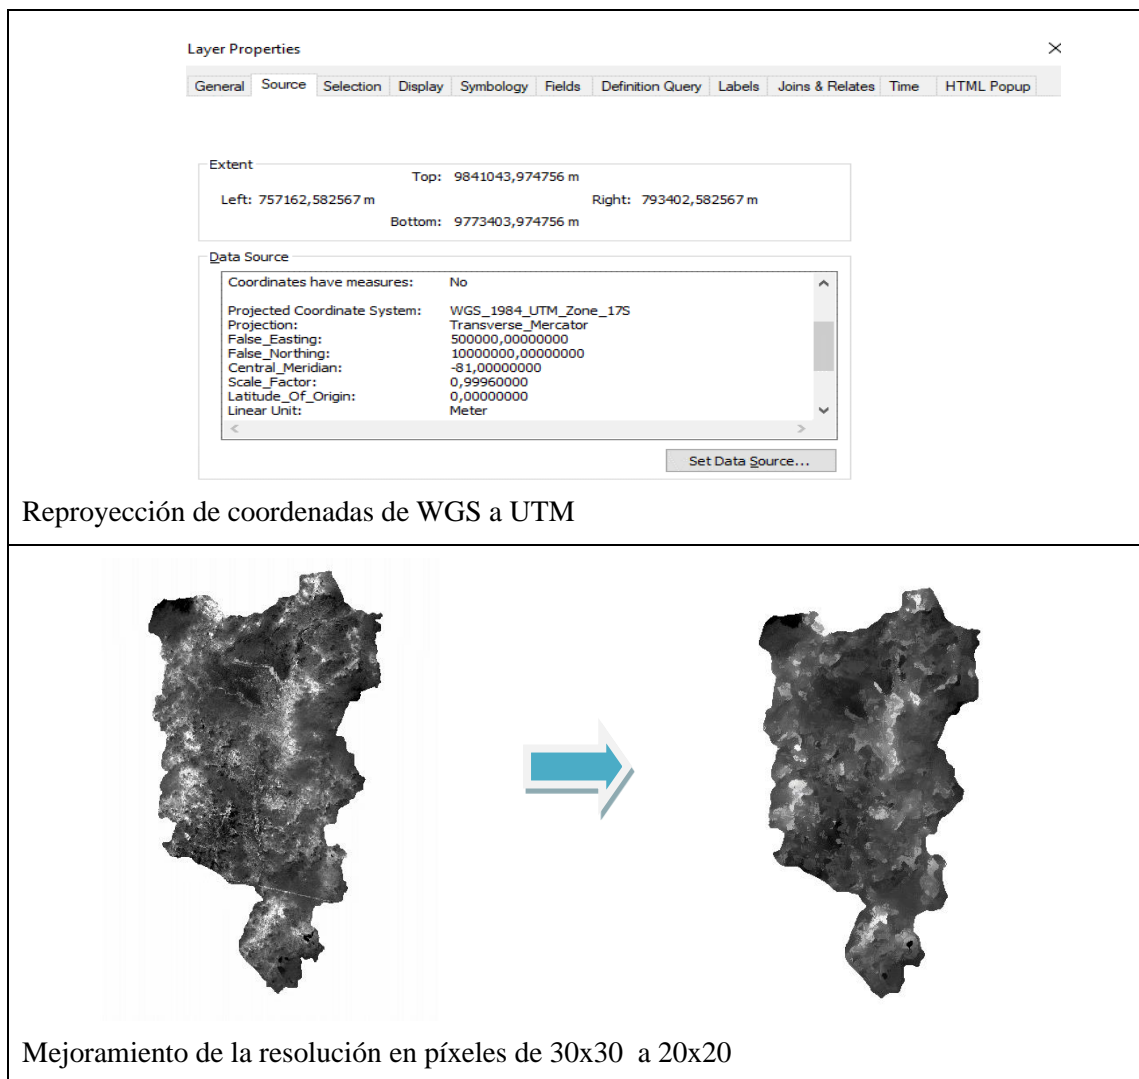 Layer Properties
General Source Selection Display Symbology Fields Definition Query Labels Joins & Relates Time HTML Popup
Extent
Top: 9841043,974756 m
Left: 757162,582567 m Right: 793402,582567 m
Bottom: 9773403,974756 m
Data Source
Coordinates have measures: No
Projected Coordinate System: WGS_1984_UTM_Zone_17S
Projection: Transverse_Mercator
False_Easting: 500000,00000000
False_Northing: 10000000,00000000
Central_Meridian: -81,00000000
Scale_Factor: 0,99960000
Latitude_Of_Origin: 0,00000000
Linear Unit: Meter
Set Data Source...
Reproyección de coordenadas de WGS a UTM
Mejoramiento de la resolución en píxeles de 30x30 a 20x20